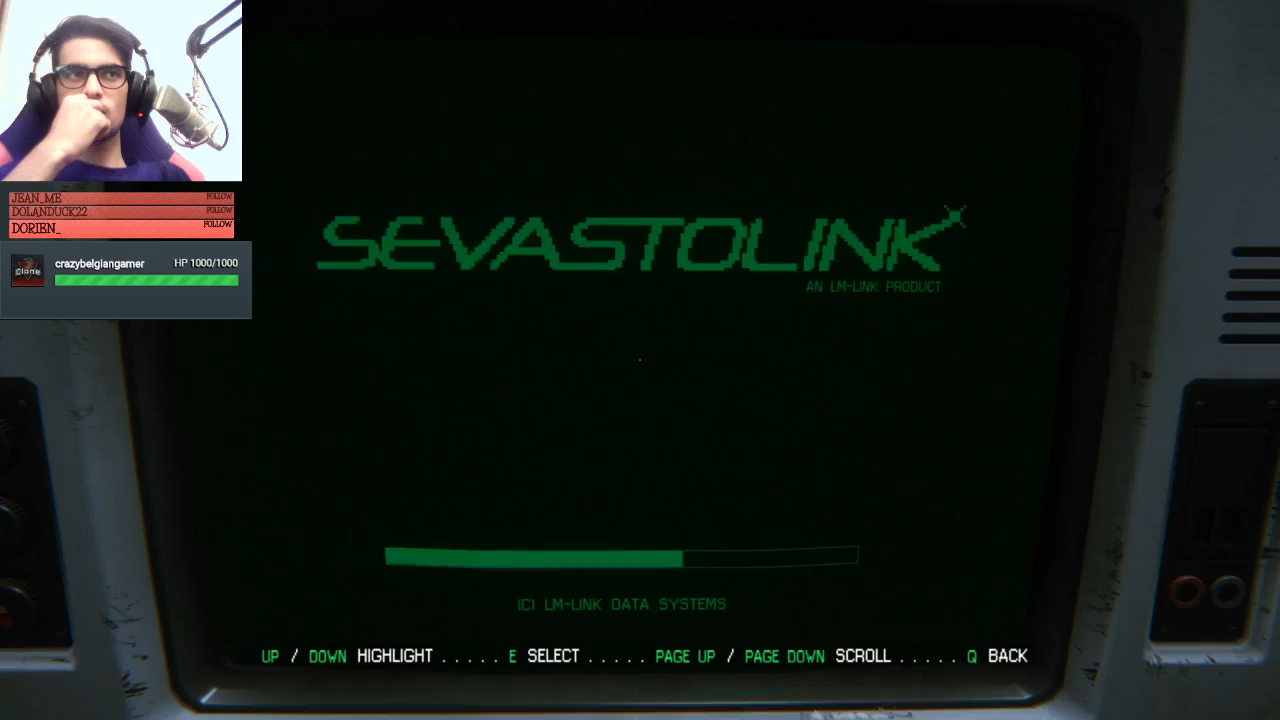 JEAN_ME FOLLOW
DOLANDUCK22 FOLLOW
DORIEN_ FOLLOW
Clone crazybelgiangamer HP 1000/1000
SEVASTOLINK
AN LM-LINK PRODUCT
(C) LM-LINK DATA SYSTEMS
UP / DOWN HIGHLIGHT ..... E SELECT ..... PAGE UP / PAGE DOWN SCROLL ..... Q BACK